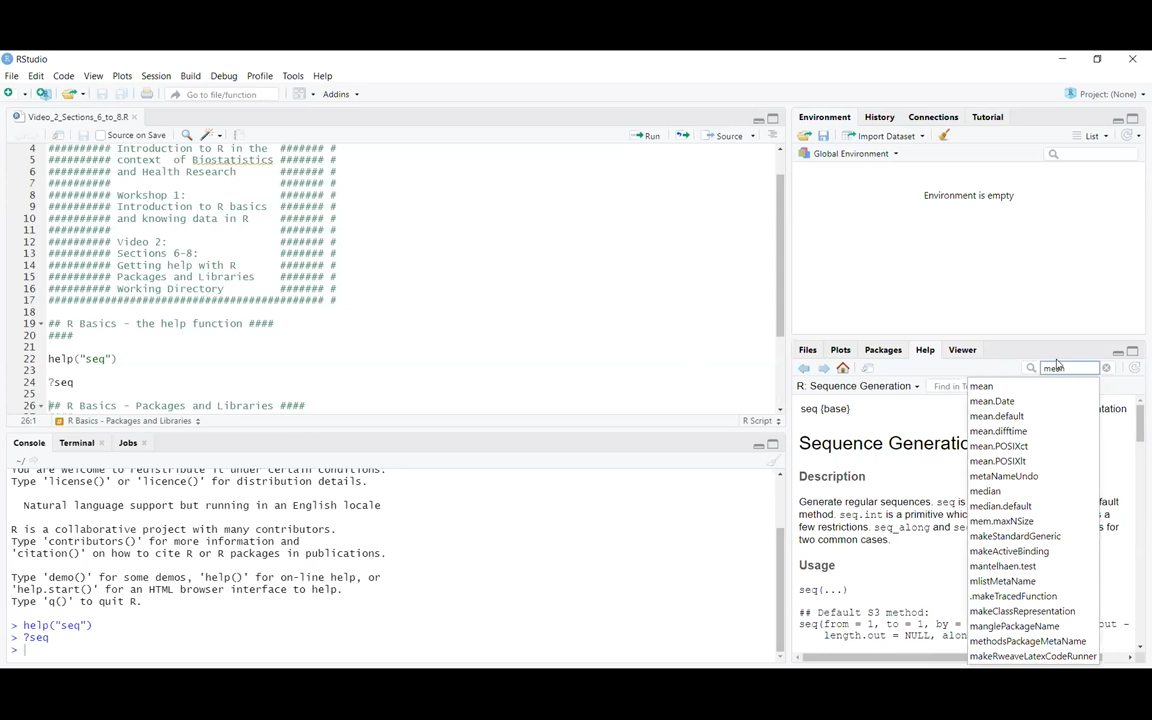 RStudio
File Edit Code View Plots Session Build Debug Profile Tools Help
Go to file/function Addins Project: (None)
Video_2_Sections_6_to_8.R
Source on Save Run Source
4 ########## Introduction to R in the ####### #
5 ########## context of Biostatistics ####### #
6 ########## and Health Research ####### #
7 ########## ####### #
8 ########## Workshop 1: ####### #
9 ########## Introduction to R basics ####### #
10 ########## and knowing data in R ####### #
11 ########## ####### #
12 ########## Video 2: ####### #
13 ########## Sections 6-8: ####### #
14 ########## Getting help with R ####### #
15 ########## Packages and Libraries ####### #
16 ########## Working Directory ####### #
17 ############################################ #
18
19 ## R Basics - the help function ####
20 ####
21
22 help("seq")
23
24 ?seq
25
26 ## R Basics - Packages and Libraries ####
26:1 R Basics - Packages and Libraries R Script
Console Terminal Jobs
~/
You are welcome to redistribute it under certain conditions.
Type 'license()' or 'licence()' for distribution details.
Natural language support but running in an English locale
R is a collaborative project with many contributors.
Type 'contributors()' for more information and
'citation()' on how to cite R or R packages in publications.
Type 'demo()' for some demos, 'help()' for on-line help, or
'help.start()' for an HTML browser interface to help.
Type 'q()' to quit R.
> help("seq")
> ?seq
>
Environment History Connections Tutorial
Import Dataset List
Global Environment
Environment is empty
Files Plots Packages Help Viewer
mean
R: Sequence Generation Find in T
seq {base} ntation
Sequence Generatio
Description
Generate regular sequences. seq is fault
method. seq.int is a primitive whic s a
few restrictions. seq_along and se s for
two common cases.
Usage
seq(...)
## Default S3 method:
seq(from = 1, to = 1, by = out -
length.out = NULL, alon
mean
mean.Date
mean.default
mean.difftime
mean.POSIXct
mean.POSIXlt
metaNameUndo
median
median.default
mem.maxNSize
makeStandardGeneric
makeActiveBinding
mantelhaen.test
mlistMetaName
.makeTracedFunction
makeClassRepresentation
manglePackageName
methodsPackageMetaName
makeRweaveLatexCodeRunner